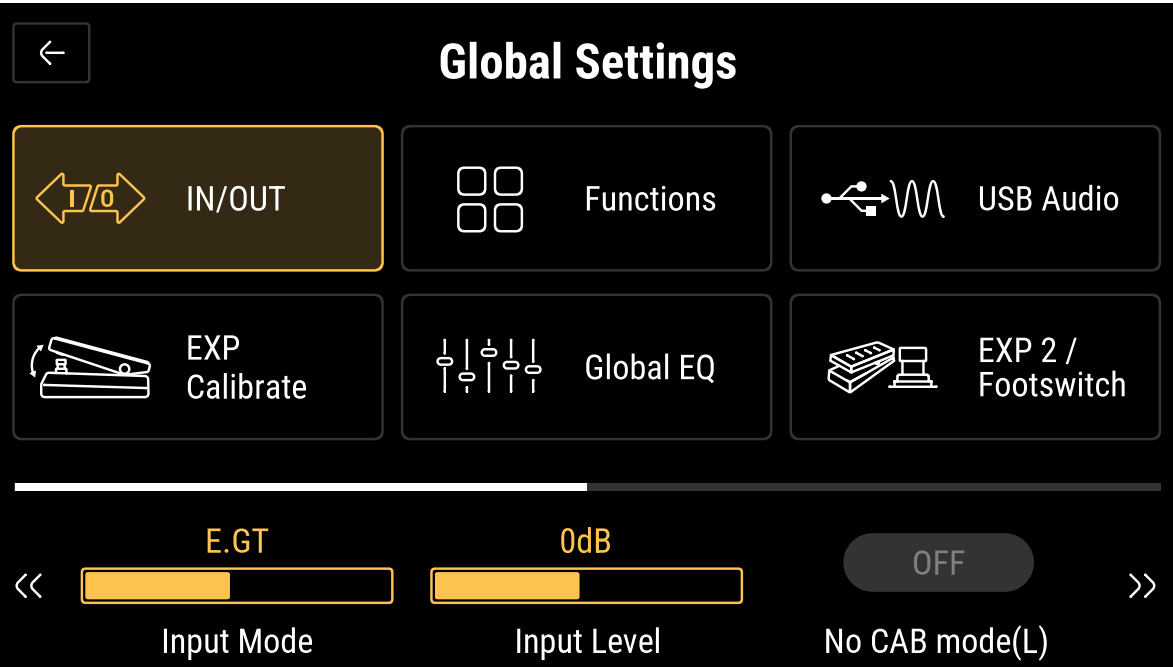 Global Settings
I/O
IN/OUT
Functions
USB Audio
EXP
Calibrate
Global EQ
EXP 2 /
Footswitch
E.GT
0dB
OFF
Input Mode
Input Level
No CAB mode(L)